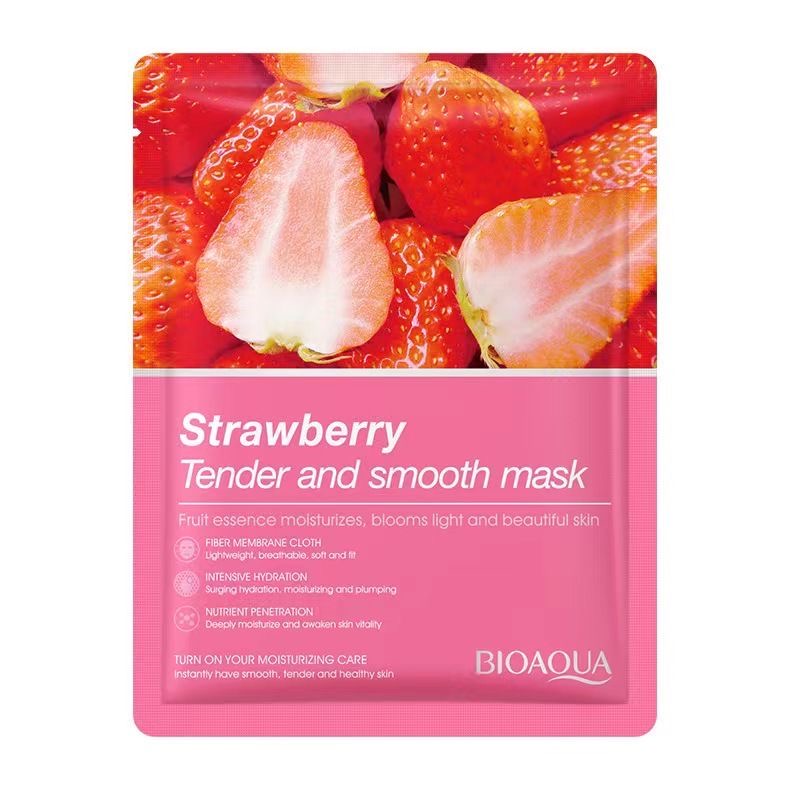 Strawberry
Tender and smooth mask
Fruit essence moisturizes, blooms light and beautiful skin
FIBER MEMBRANE CLOTH
Lightweight, breathable, soft and fit
INTENSIVE HYDRATION
Surging hydration, moisturizing and plumping
NUTRIENT PENETRATION
Deeply moisturize and awaken skin vitality
TURN ON YOUR MOISTURIZING CARE
Instantly have smooth, tender and healthy skin
BIOAQUA